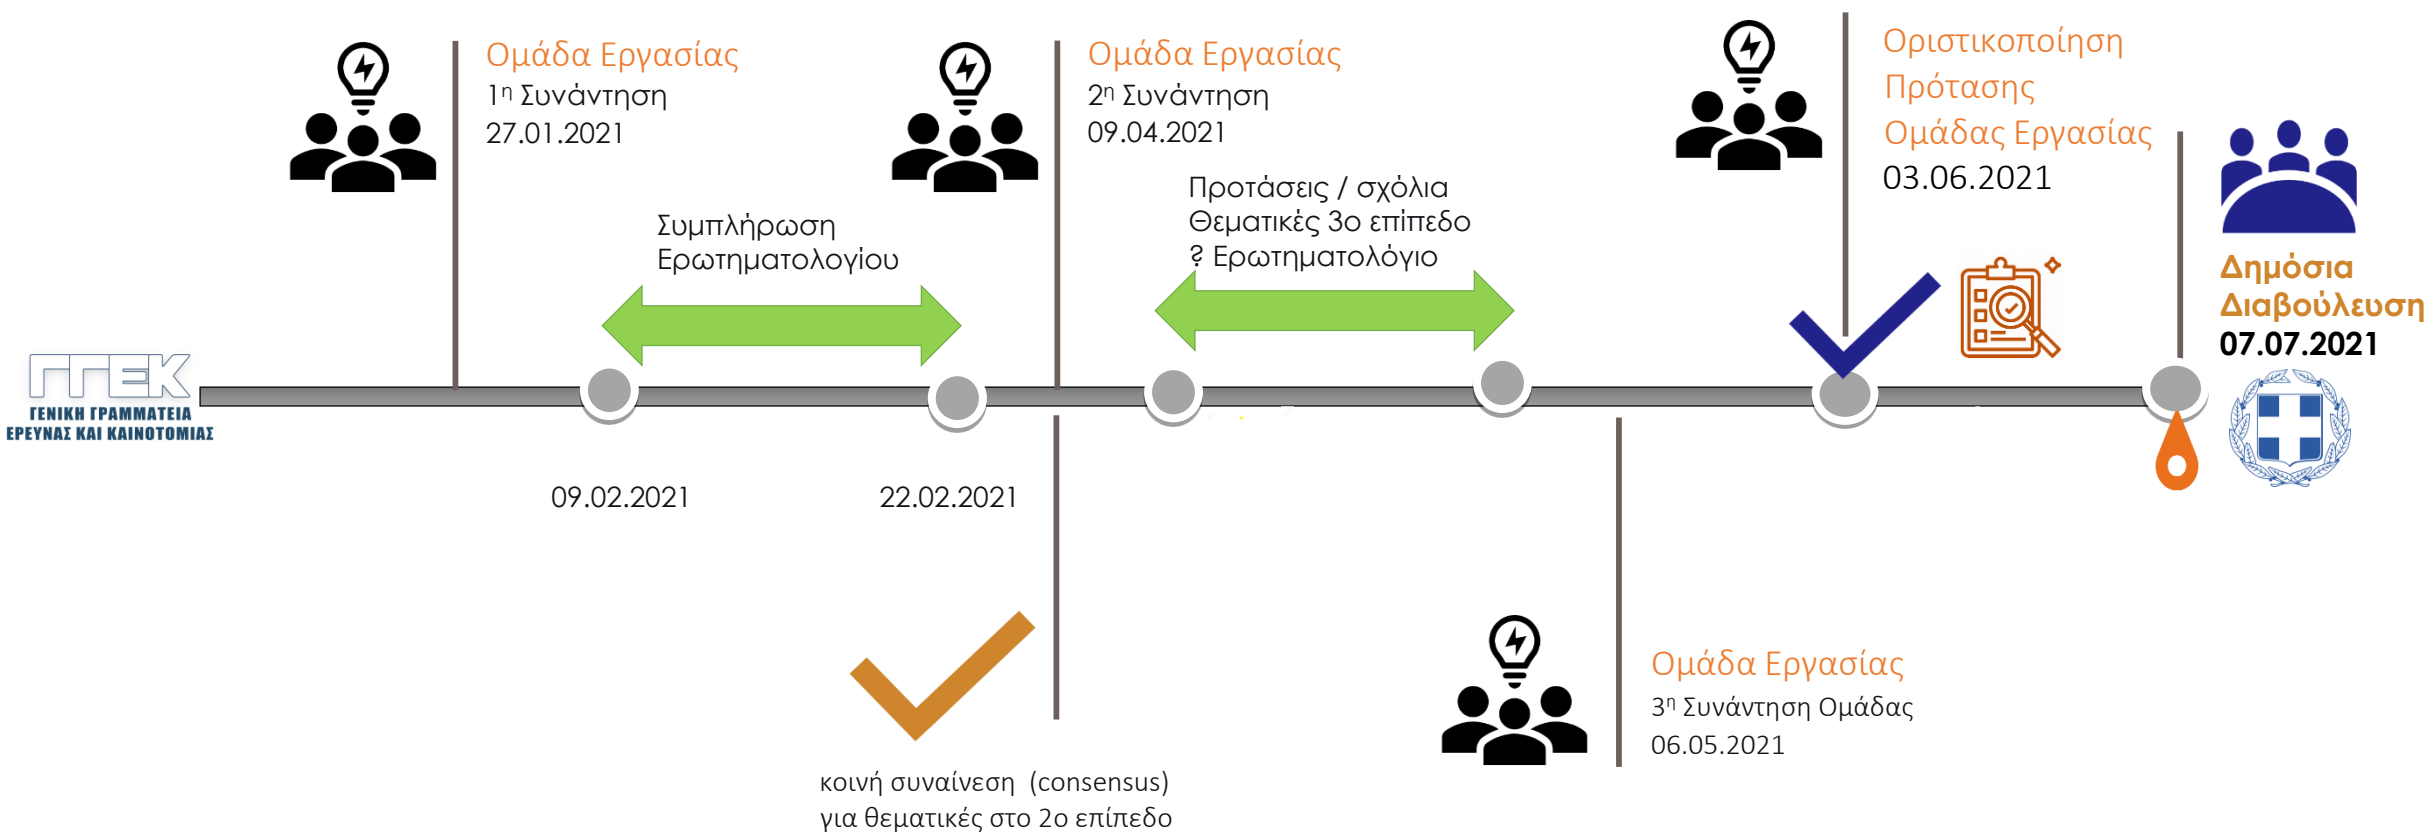 Ομάδα Εργασίας
1η Συνάντηση
27.01.2021
Ομάδα Εργασίας
2η Συνάντηση
09.04.2021
Οριστικοποίηση
Πρότασης
Ομάδας Εργασίας
03.06.2021
Συμπλήρωση
Ερωτηματολογίου
Προτάσεις / σχόλια
Θεματικές 3ο επίπεδο
? Ερωτηματολόγιο
Δημόσια
Διαβούλευση
07.07.2021
ΓΓΕΚ
ΓΕΝΙΚΗ ΓΡΑΜΜΑΤΕΙΑ
ΕΡΕΥΝΑΣ ΚΑΙ ΚΑΙΝΟΤΟΜΙΑΣ
09.02.2021
22.02.2021
Ομάδα Εργασίας
3η Συνάντηση Ομάδας
06.05.2021
κοινή συναίνεση (consensus)
για θεματικές στο 2ο επίπεδο